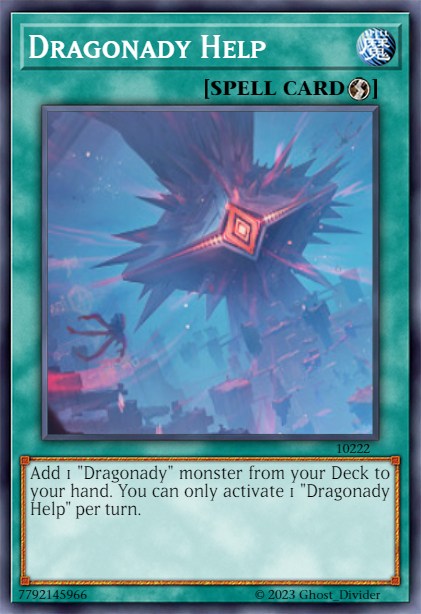 Dragonady Help
魔
[SPELL CARD]
10222
Add 1 "Dragonady" monster from your Deck to
your hand. You can only activate 1 "Dragonady
Help" per turn.
7792145966 © 2023 Ghost_Divider